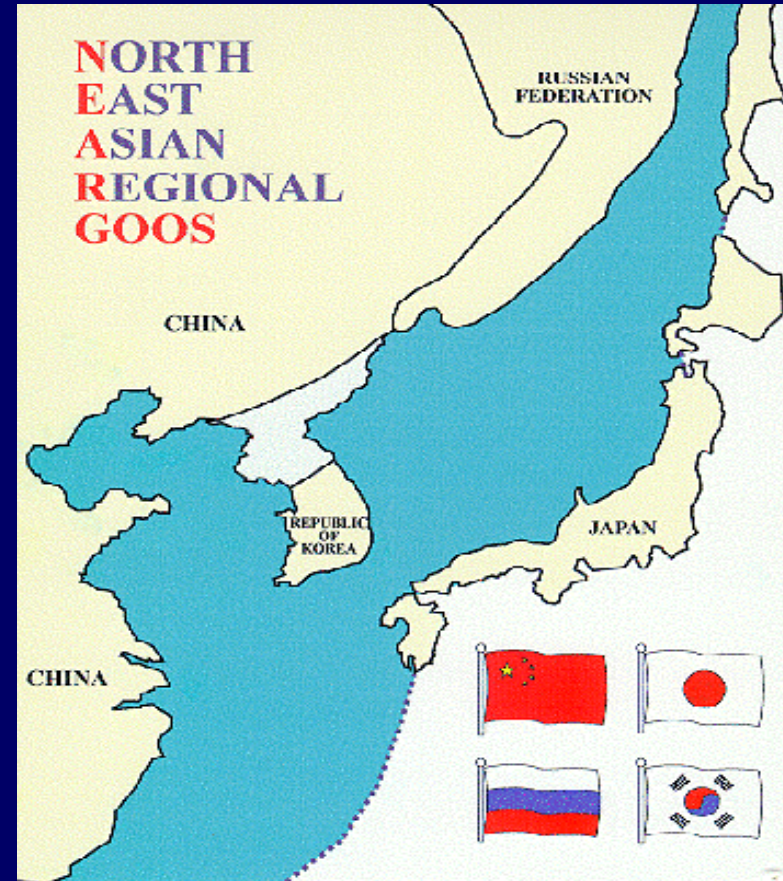 NORTH
EAST
ASIAN
REGIONAL
GOOS
RUSSIAN
FEDERATION
CHINA
REPUBLIC
OF
KOREA
JAPAN
CHINA